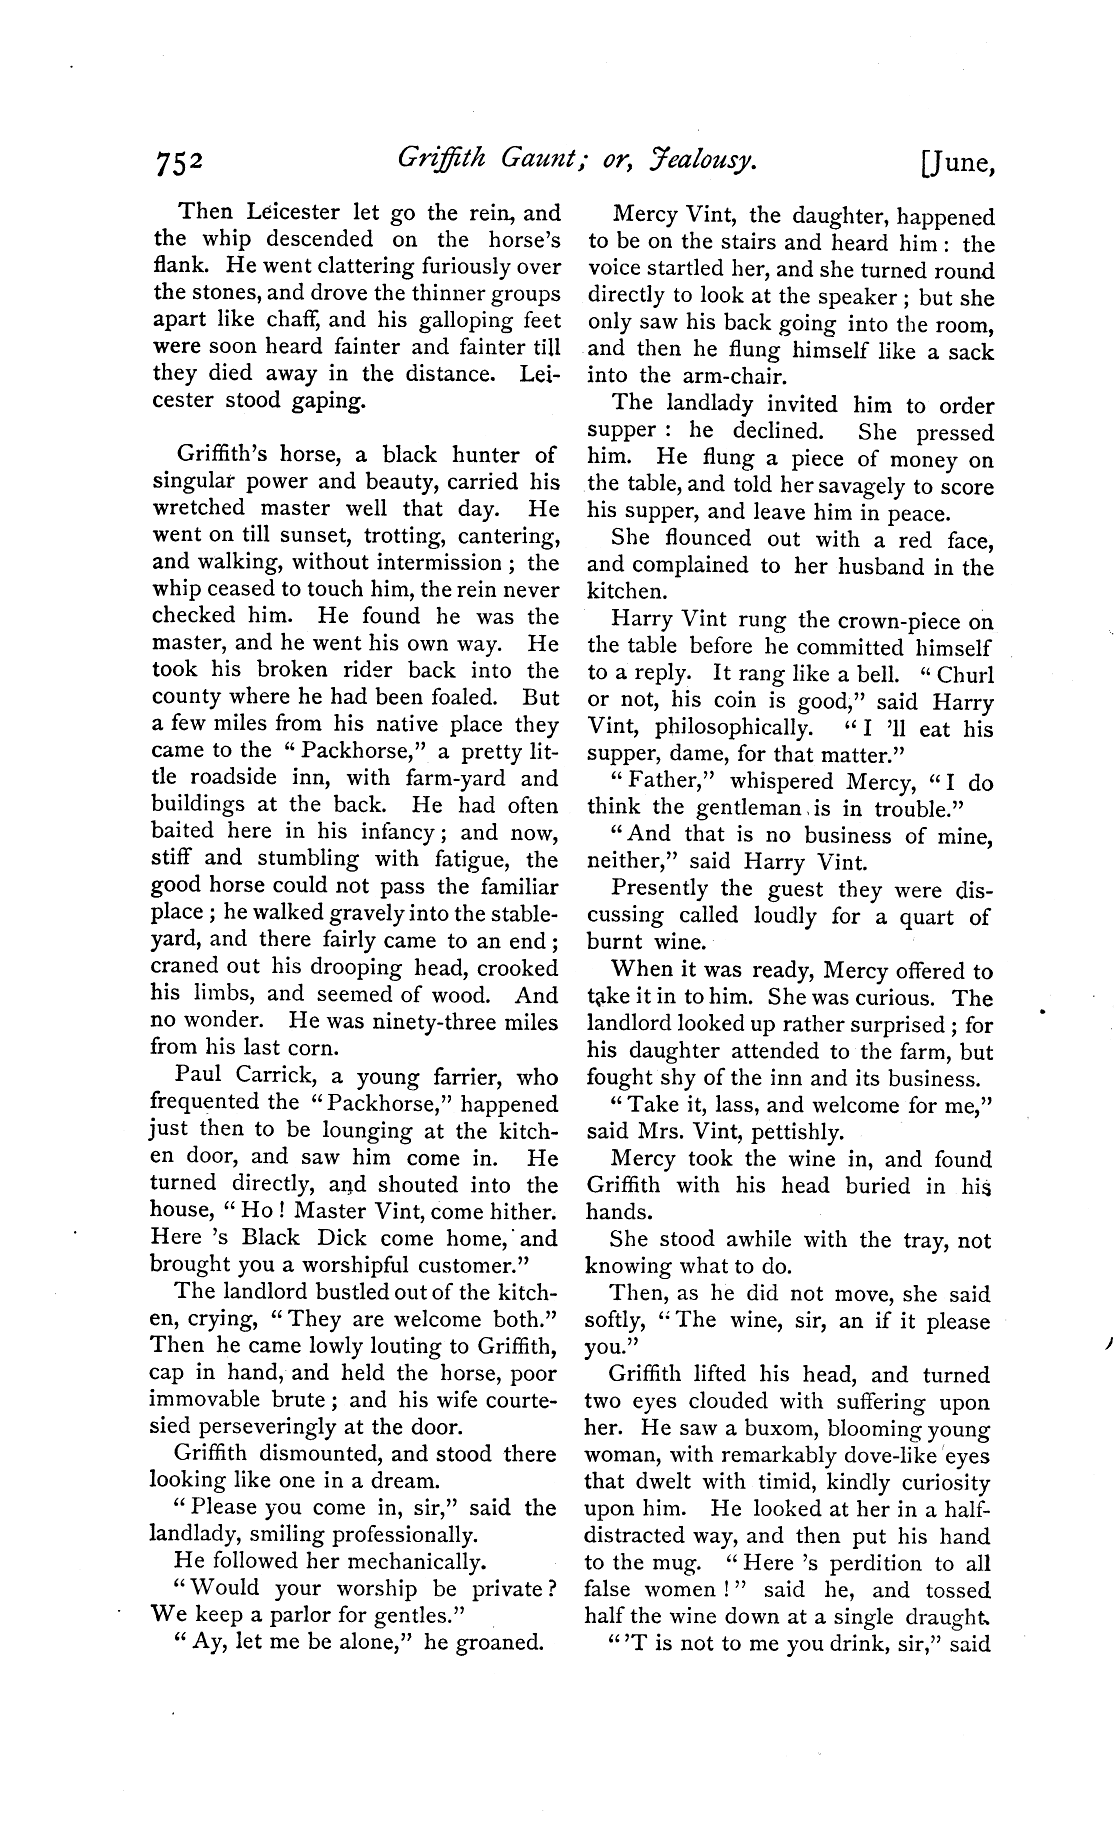 752 Griffith Gaunt; or, Jealousy. [June,
Then Leicester let go the rein, and
the whip descended on the horse's
flank. He went clattering furiously over
the stones, and drove the thinner groups
apart like chaff, and his galloping feet
were soon heard fainter and fainter till
they died away in the distance. Lei-
cester stood gaping.
Griffith's horse, a black hunter of
singular power and beauty, carried his
wretched master well that day. He
went on till sunset, trotting, cantering,
and walking, without intermission; the
whip ceased to touch him, the rein never
checked him. He found he was the
master, and he went his own way. He
took his broken rider back into the
county where he had been foaled. But
a few miles from his native place they
came to the "Packhorse," a pretty lit-
tle roadside inn, with farm-yard and
buildings at the back. He had often
baited here in his infancy; and now,
stiff and stumbling with fatigue, the
good horse could not pass the familiar
place; he walked gravely into the stable-
yard, and there fairly came to an end;
craned out his drooping head, crooked
his limbs, and seemed of wood. And
no wonder. He was ninety-three miles
from his last corn.
Paul Carrick, a young farrier, who
frequented the "Packhorse," happened
just then to be lounging at the kitch-
en door, and saw him come in. He
turned directly, and shouted into the
house, "Ho! Master Vint, come hither.
Here 's Black Dick come home, and
brought you a worshipful customer."
The landlord bustled out of the kitch-
en, crying, "They are welcome both."
Then he came lowly louting to Griffith,
cap in hand, and held the horse, poor
immovable brute; and his wife courte-
sied perseveringly at the door.
Griffith dismounted, and stood there
looking like one in a dream.
"Please you come in, sir," said the
landlady, smiling professionally.
He followed her mechanically.
"Would your worship be private?
We keep a parlor for gentles."
"Ay, let me be alone," he groaned.
Mercy Vint, the daughter, happened
to be on the stairs and heard him: the
voice startled her, and she turned round
directly to look at the speaker; but she
only saw his back going into the room,
and then he flung himself like a sack
into the arm-chair.
The landlady invited him to order
supper: he declined. She pressed
him. He flung a piece of money on
the table, and told her savagely to score
his supper, and leave him in peace.
She flounced out with a red face,
and complained to her husband in the
kitchen.
Harry Vint rung the crown-piece on
the table before he committed himself
to a reply. It rang like a bell. "Churl
or not, his coin is good," said Harry
Vint, philosophically. "I 'll eat his
supper, dame, for that matter."
"Father," whispered Mercy, "I do
think the gentleman is in trouble."
"And that is no business of mine,
neither," said Harry Vint.
Presently the guest they were dis-
cussing called loudly for a quart of
burnt wine.
When it was ready, Mercy offered to
take it in to him. She was curious. The
landlord looked up rather surprised; for
his daughter attended to the farm, but
fought shy of the inn and its business.
"Take it, lass, and welcome for me,"
said Mrs. Vint, pettishly.
Mercy took the wine in, and found
Griffith with his head buried in his
hands.
She stood awhile with the tray, not
knowing what to do.
Then, as he did not move, she said
softly, "The wine, sir, an if it please
you."
Griffith lifted his head, and turned
two eyes clouded with suffering upon
her. He saw a buxom, blooming young
woman, with remarkably dove-like eyes
that dwelt with timid, kindly curiosity
upon him. He looked at her in a half-
distracted way, and then put his hand
to the mug. "Here 's perdition to all
false women!" said he, and tossed
half the wine down at a single draught.
"'T is not to me you drink, sir," said